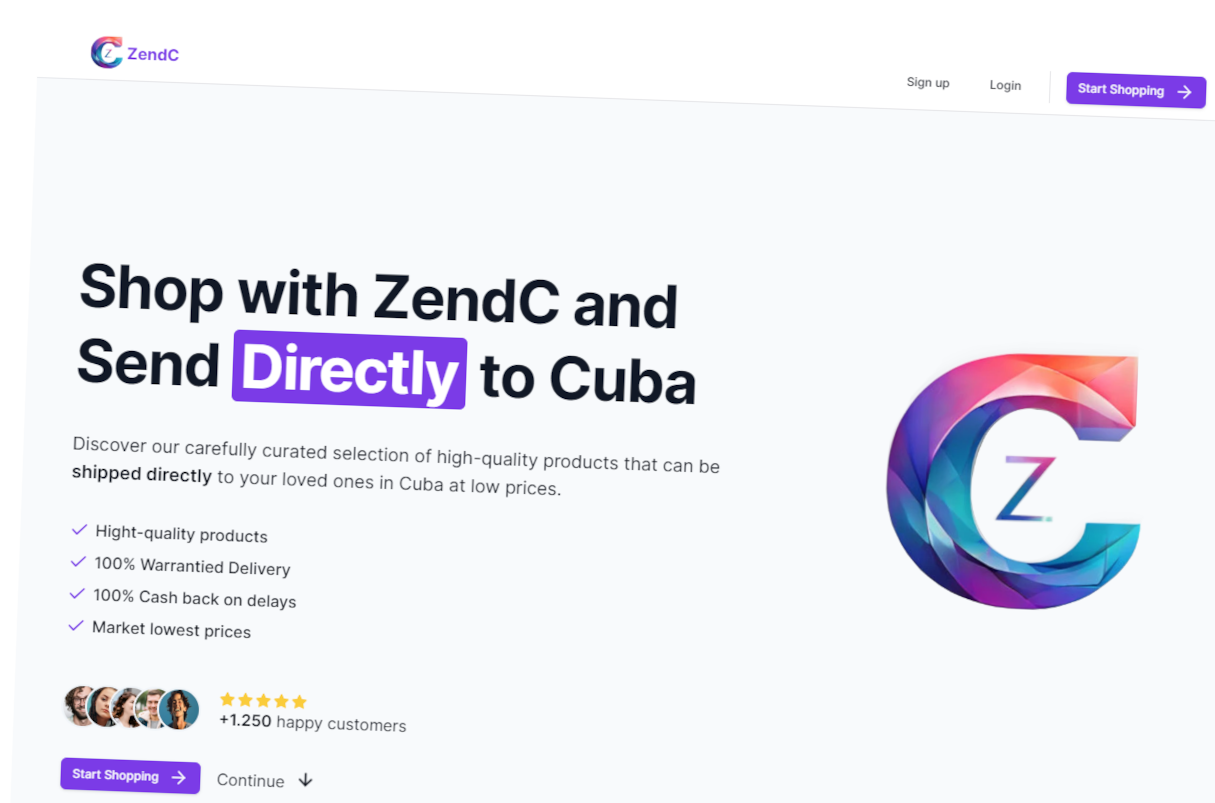 ZendC
Sign up
Login
Start Shopping
Shop with ZendC and
Send Directly to Cuba
Discover our carefully curated selection of high-quality products that can be
shipped directly to your loved ones in Cuba at low prices.
Hight-quality products
100% Warrantied Delivery
100% Cash back on delays
Market lowest prices
Z
+1.250 happy customers
Start Shopping
Continue